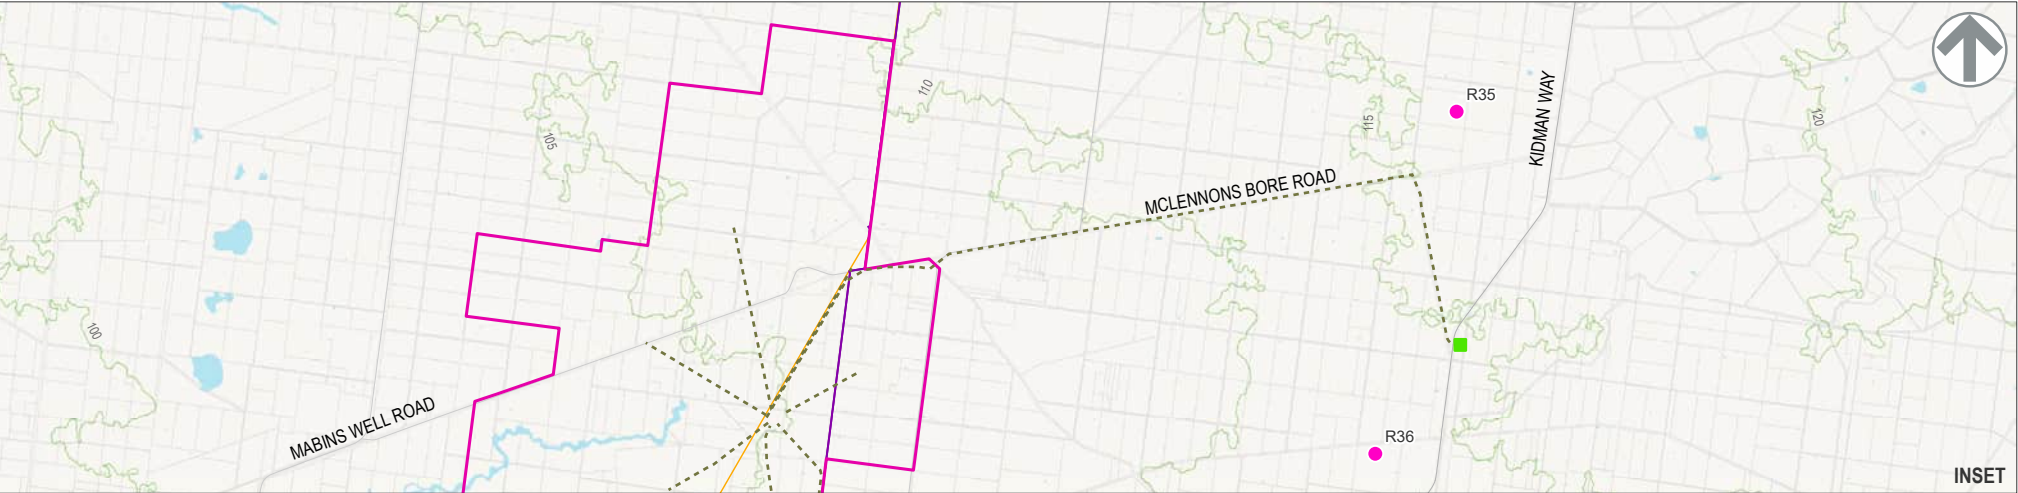 110
R35
KIDMAN WAY
115
120
105
MCLENNONS BORE ROAD
100
MABINS WELL ROAD
R36
INSET